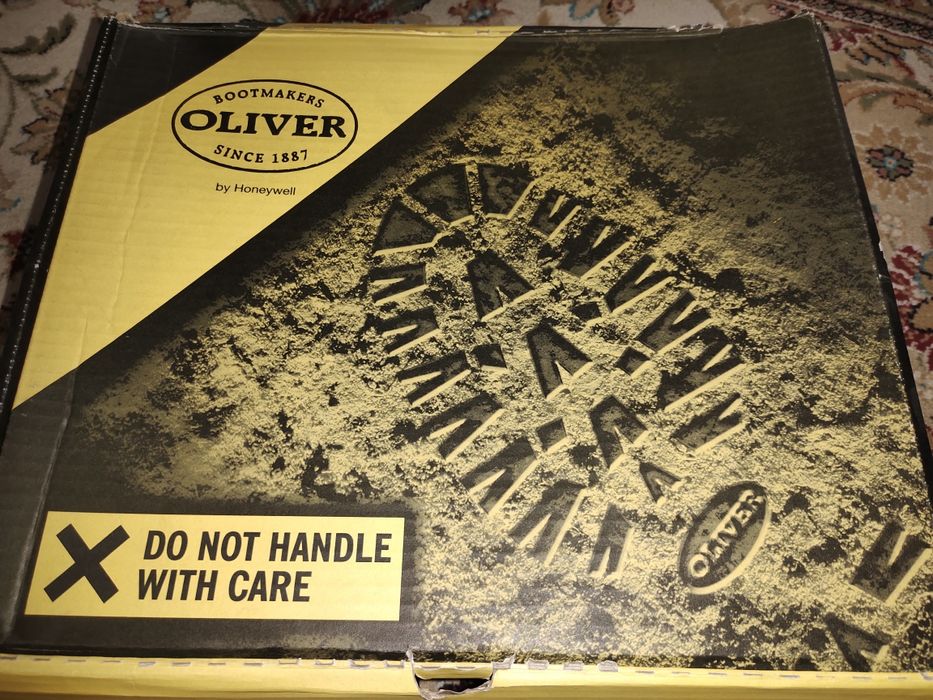 BOOTMAKERS
OLIVER
SINCE 1887
by Honeywell
OLIVER
DO NOT HANDLE
WITH CARE